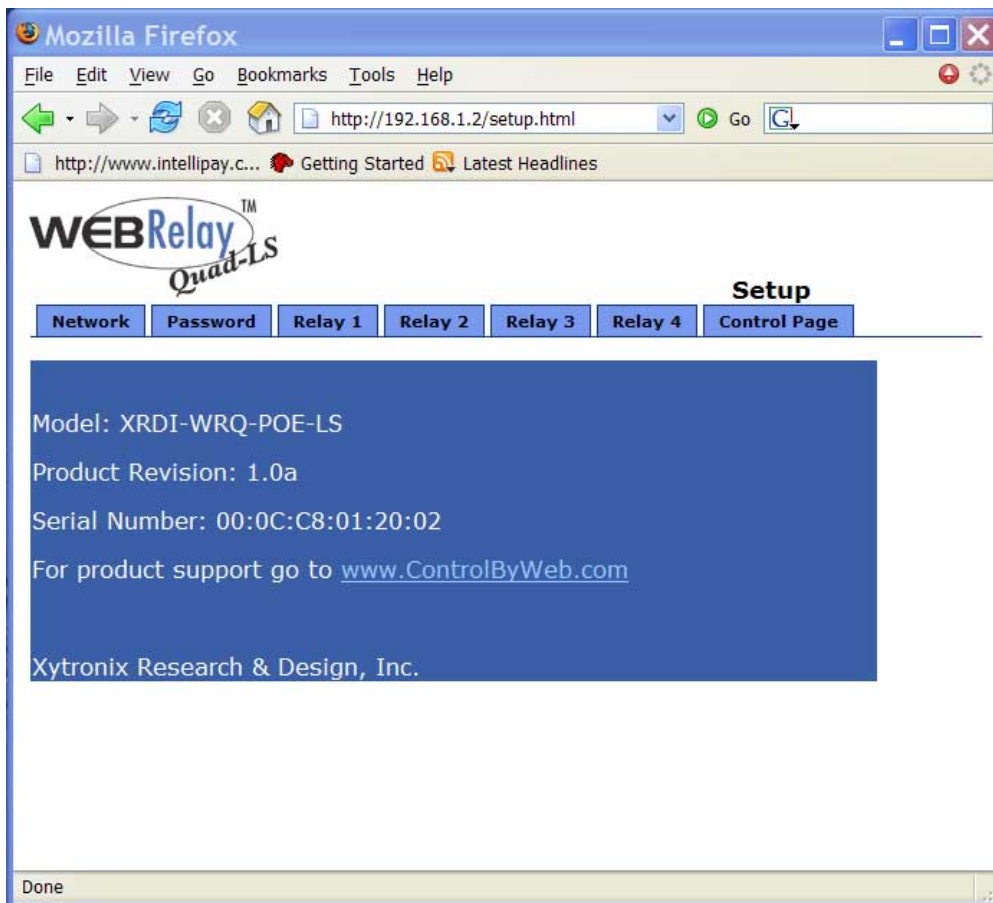 Mozilla Firefox
File Edit View Go Bookmarks Tools Help
http://192.168.1.2/setup.html Go G
http://www.intellipay.c... Getting Started Latest Headlines
WEBRelay™
Quad-LS
Setup
Network Password Relay 1 Relay 2 Relay 3 Relay 4 Control Page
Model: XRDI-WRQ-POE-LS
Product Revision: 1.0a
Serial Number: 00:0C:C8:01:20:02
For product support go to www.ControlByWeb.com
Xytronix Research & Design, Inc.
Done